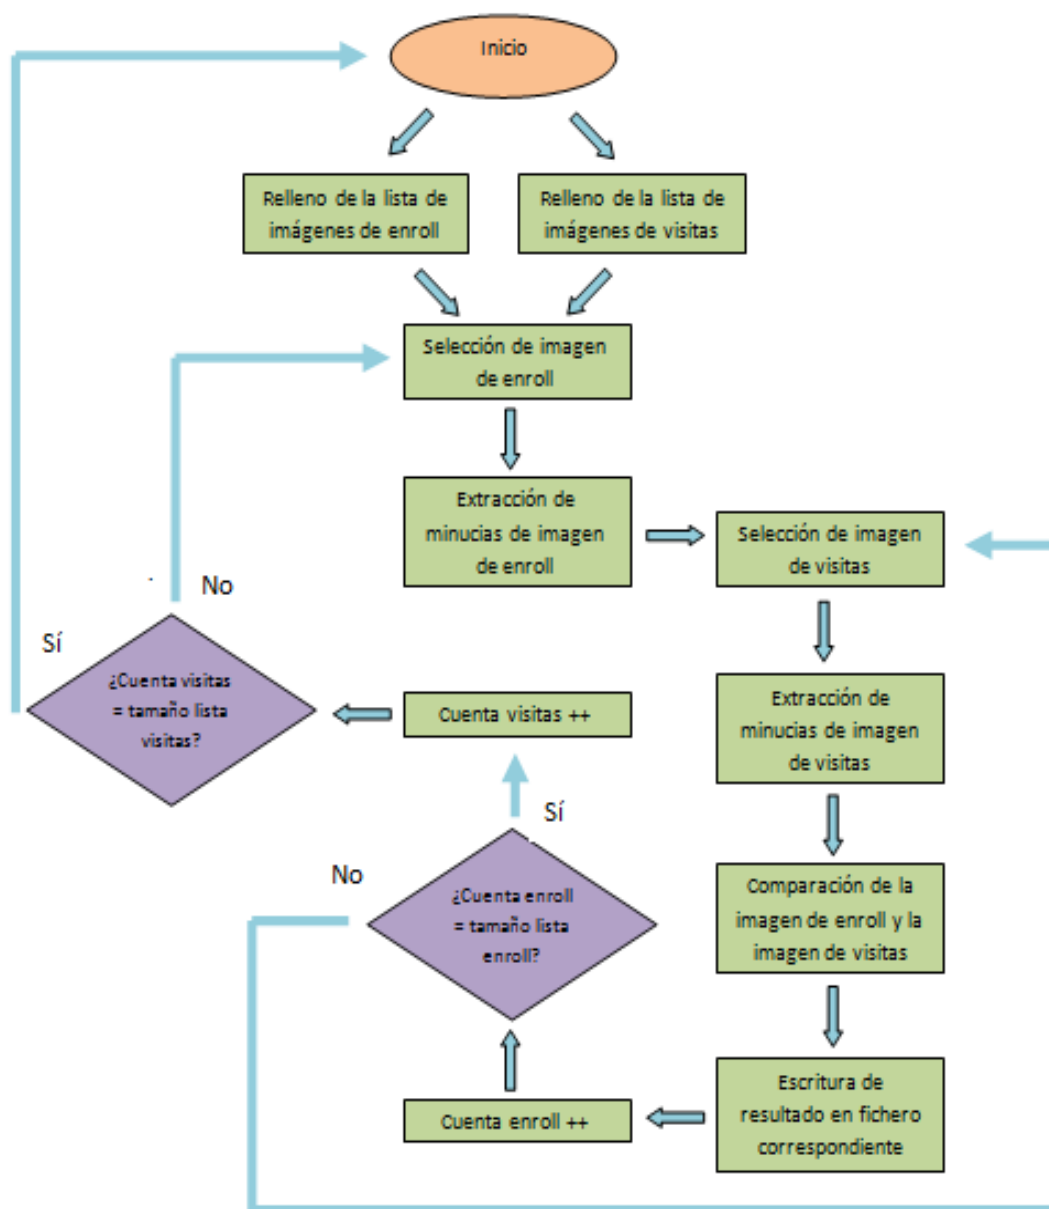 Inicio
Relleno de la lista de
imágenes de enroll
Relleno de la lista de
imágenes de visitas
Selección de imagen
de enroll
Extracción de
minucias de imagen
de enroll
Selección de imagen
de visitas
No
Sí
¿Cuenta visitas
= tamaño lista
visitas?
Cuenta visitas ++
Extracción de
minucias de imagen
de visitas
Sí
No
¿Cuenta enroll
= tamaño lista
enroll?
Comparación de la
imagen de enroll y la
imagen de visitas
Cuenta enroll ++
Escritura de
resultado en fichero
correspondiente